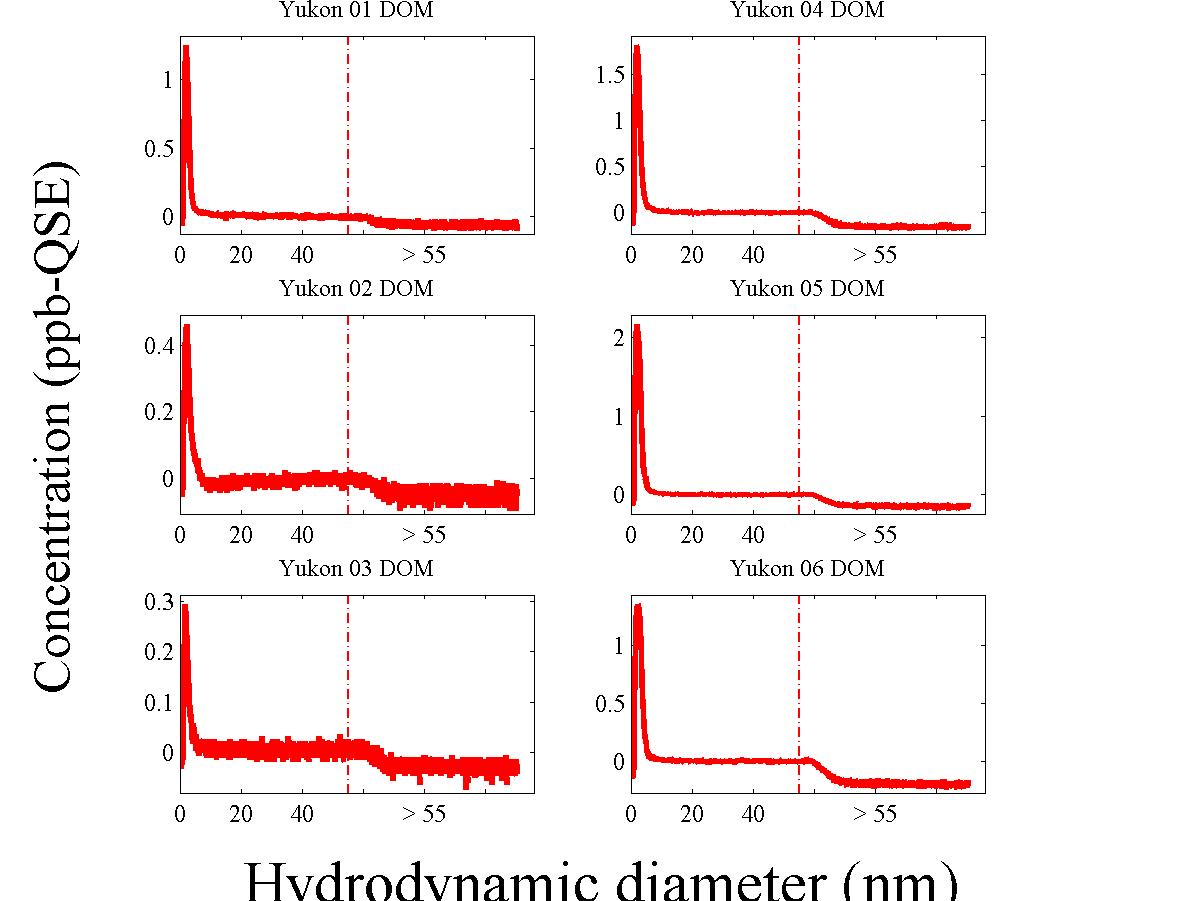 Yukon 01 DOM
1
0.5
0
0 20 40 > 55
Yukon 04 DOM
1.5
1
0.5
0
0 20 40 > 55
Yukon 02 DOM
0.4
0.2
0
0 20 40 > 55
Yukon 05 DOM
2
1
0
0 20 40 > 55
Yukon 03 DOM
0.3
0.2
0.1
0
0 20 40 > 55
Yukon 06 DOM
1
0.5
0
0 20 40 > 55
Concentration (ppb-QSE)
Hydrodynamic diameter (nm)